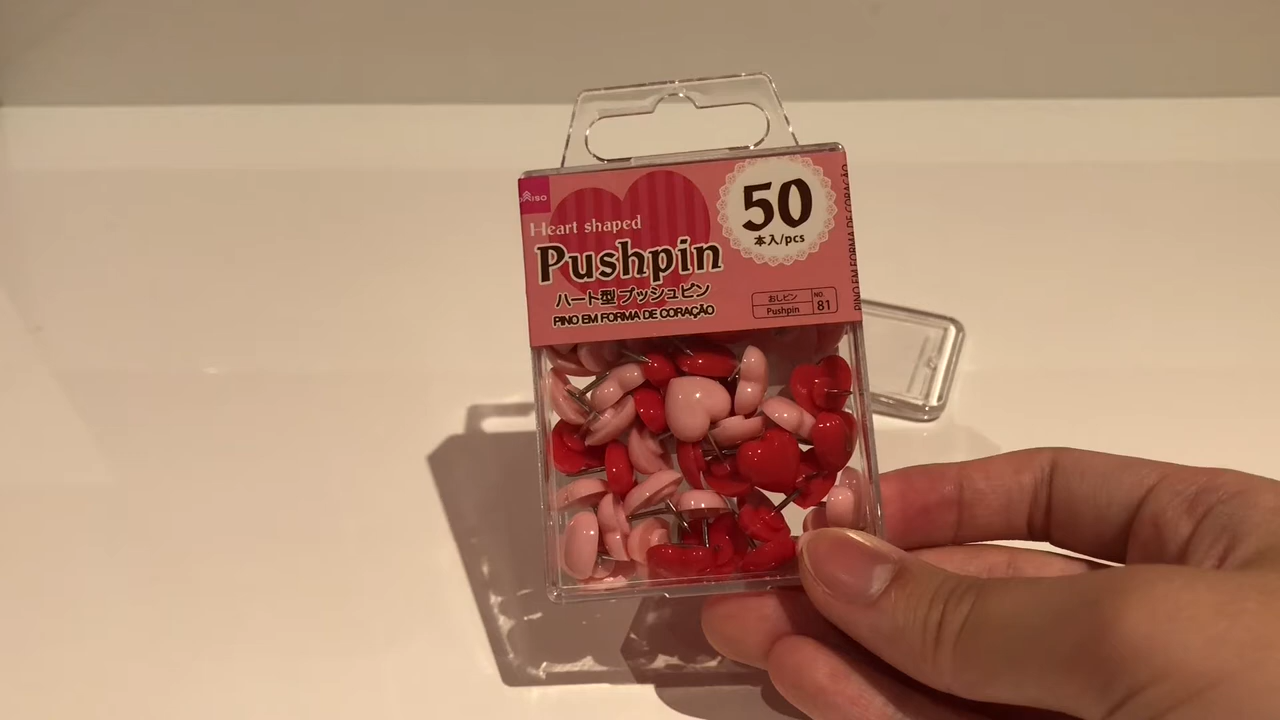 DAISO
Heart shaped
Pushpin
ハート型 プッシュピン
PINO EM FORMA DE CORAÇÃO
50
本入/pcs
おしピン
Pushpin
NO.
81
PINO EM FORMA DE CORAÇÃO